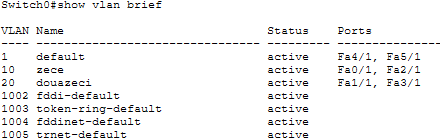 Switch0#show vlan brief
VLAN Name                             Status    Ports
---- -------------------------------- --------- -------------------
1    default                          active    Fa4/1, Fa5/1
10   zece                             active    Fa0/1, Fa2/1
20   douazeci                         active    Fa1/1, Fa3/1
1002 fddi-default                     active
1003 token-ring-default               active
1004 fddinet-default                  active
1005 trnet-default                    active